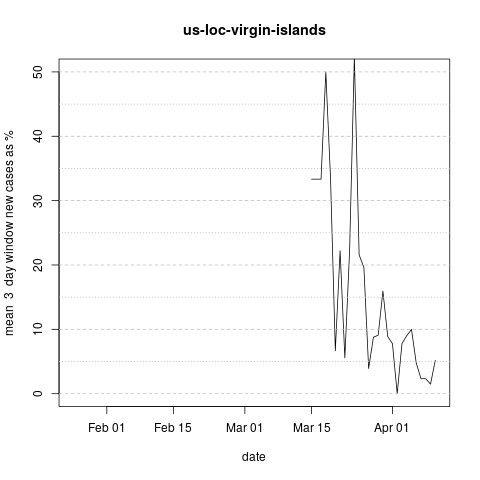 us-loc-virgin-islands
mean 3 day window new cases as %
50
40
30
20
10
0
Feb 01 Feb 15 Mar 01 Mar 15 Apr 01
date